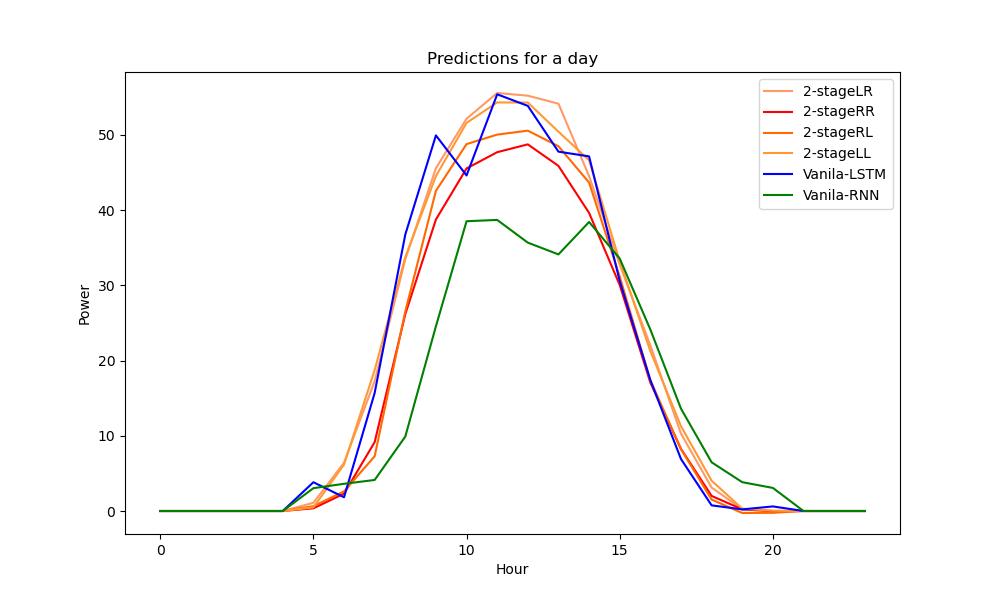 Predictions for a day
2-stageLR
2-stageRR
2-stageRL
2-stageLL
Vanila-LSTM
Vanila-RNN
Power
50
40
30
20
10
0
0 5 10 15 20
Hour